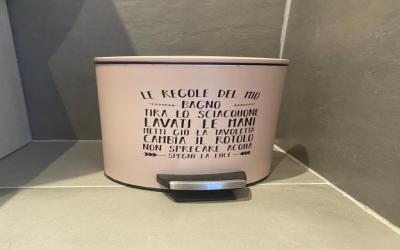 LE REGOLE DEL MIO
BAGNO
TIRA LO SCIACQUONE
LAVATI LE MANI
METTI GIÙ LA TAVOLETTA
CAMBIA IL ROTOLO
NON SPRECARE ACQUA
SPEGNI LA LUCE